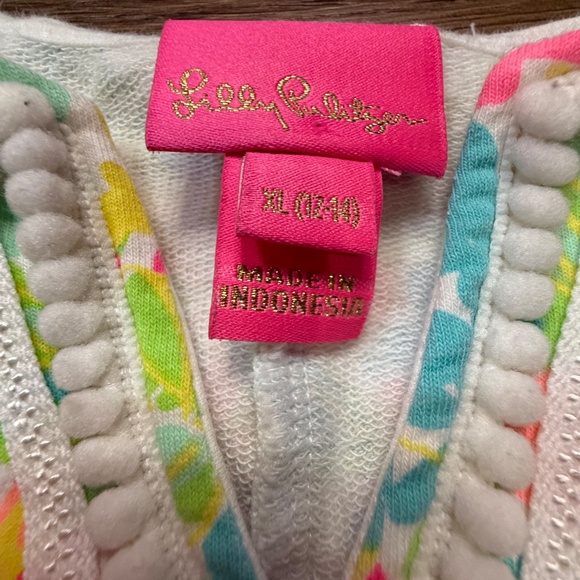 Lilly Pulitzer
XL (12-14)
MADE IN
INDONESIA